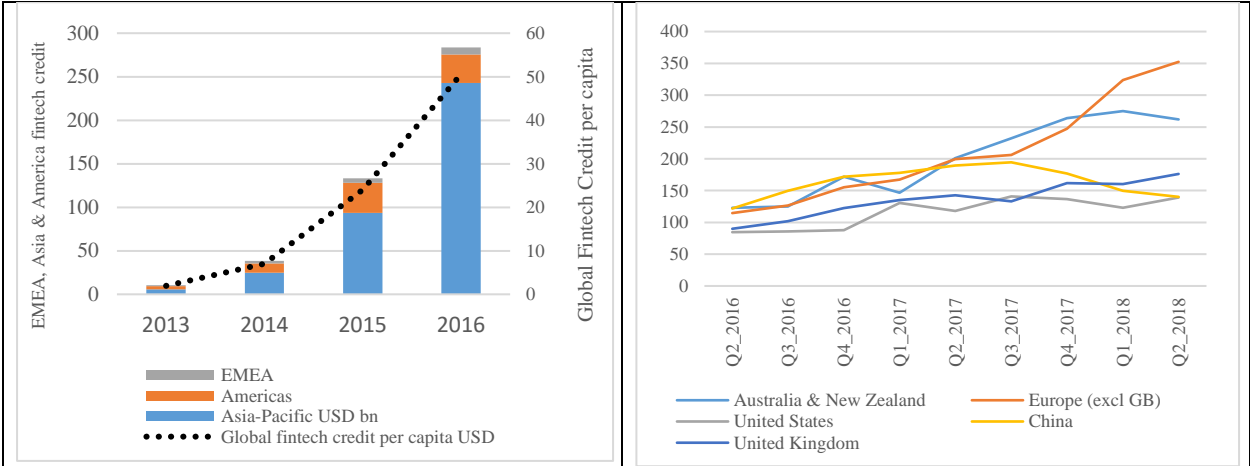 EMEA, Asia & America fintech credit
300
250
200
150
100
50
0
60
50
40
30
20
10
0
Global Fintech Credit per capita
2013 2014 2015 2016
EMEA
Americas
Asia-Pacific USD bn
Global fintech credit per capita USD
400
350
300
250
200
150
100
50
0
Q2_2016
Q3_2016
Q4_2016
Q1_2017
Q2_2017
Q3_2017
Q4_2017
Q1_2018
Q2_2018
Australia & New Zealand
Europe (excl GB)
United States
China
United Kingdom